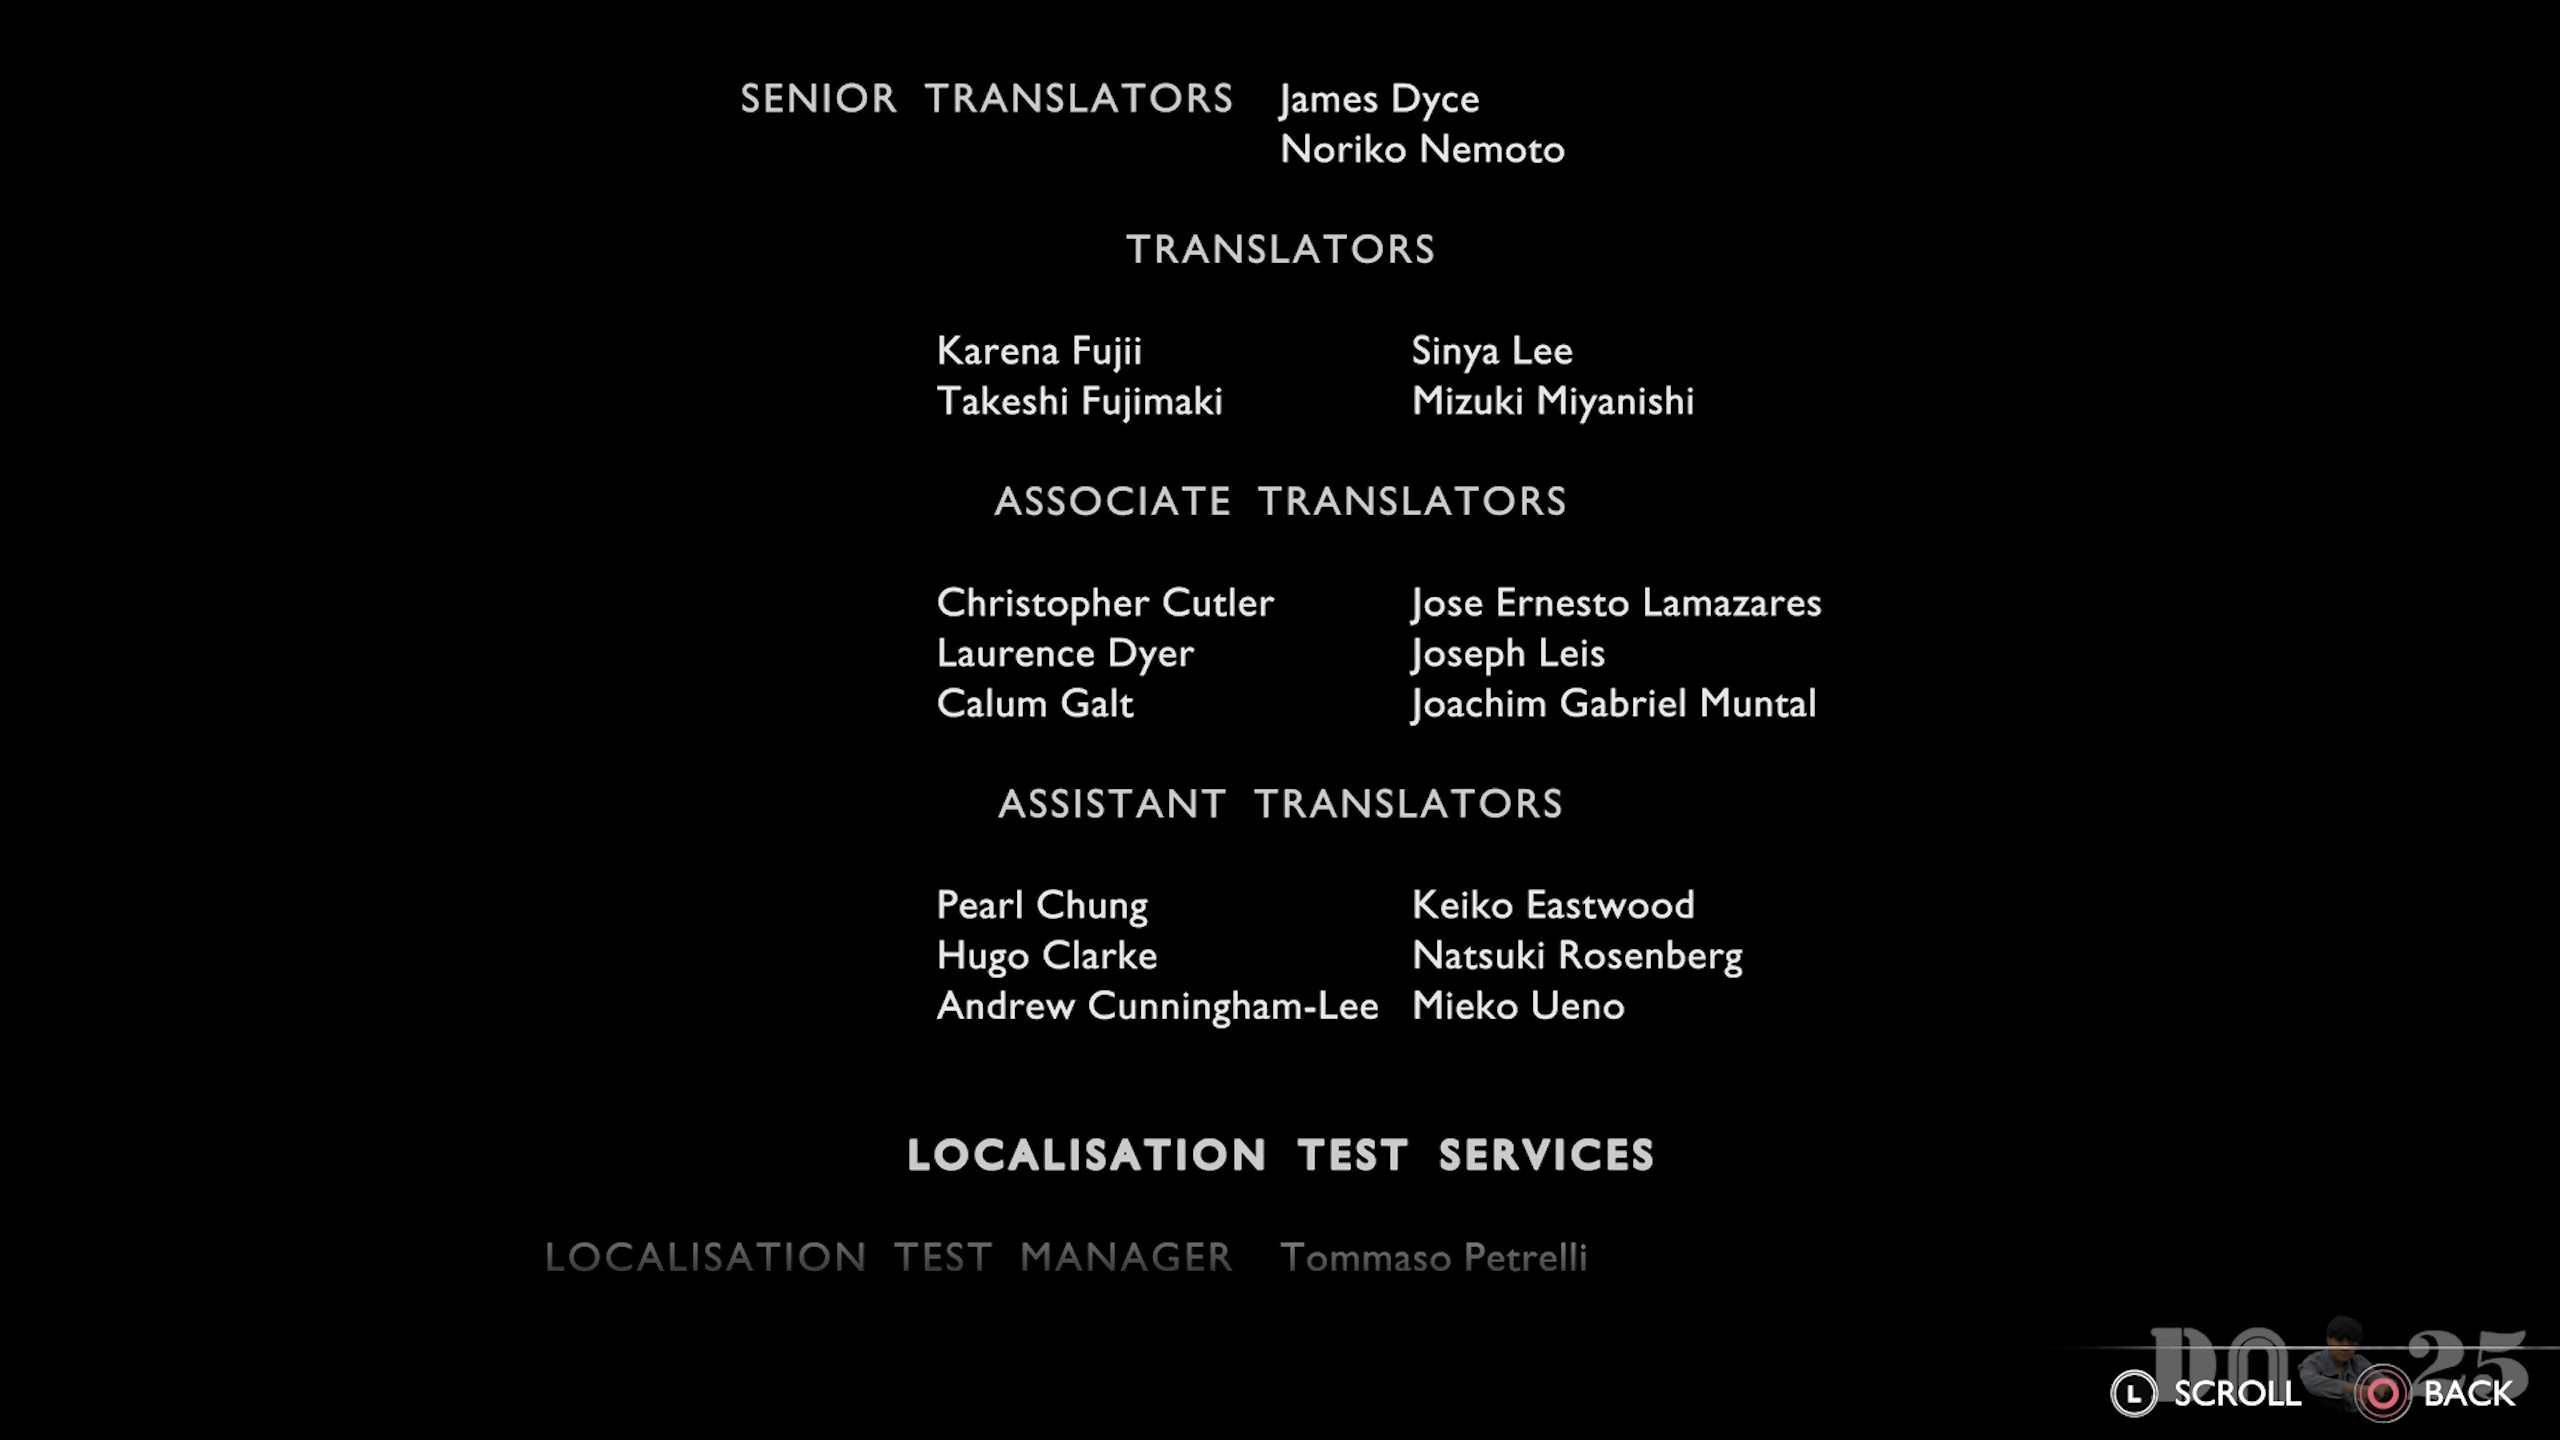 SENIOR TRANSLATORS James Dyce
Noriko Nemoto
TRANSLATORS
Karena Fujii Sinya Lee
Takeshi Fujimaki Mizuki Miyanishi
ASSOCIATE TRANSLATORS
Christopher Cutler Jose Ernesto Lamazares
Laurence Dyer Joseph Leis
Calum Galt Joachim Gabriel Muntal
ASSISTANT TRANSLATORS
Pearl Chung Keiko Eastwood
Hugo Clarke Natsuki Rosenberg
Andrew Cunningham-Lee Mieko Ueno
LOCALISATION TEST SERVICES
LOCALISATION TEST MANAGER Tommaso Petrelli
25
L SCROLL BACK